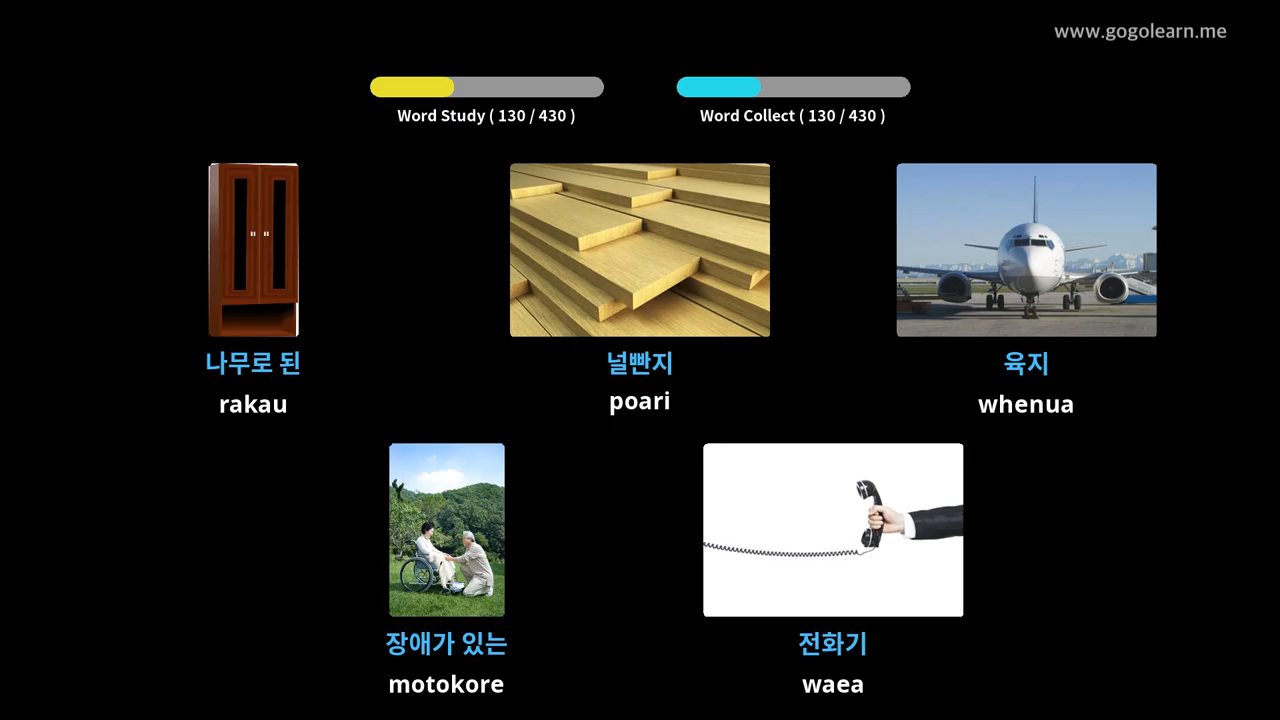 www.gogolearn.me
Word Study ( 130 / 430 )
Word Collect ( 130 / 430 )
나무로 된
rakau
널빤지
poari
육지
whenua
장애가 있는
motokore
전화기
waea